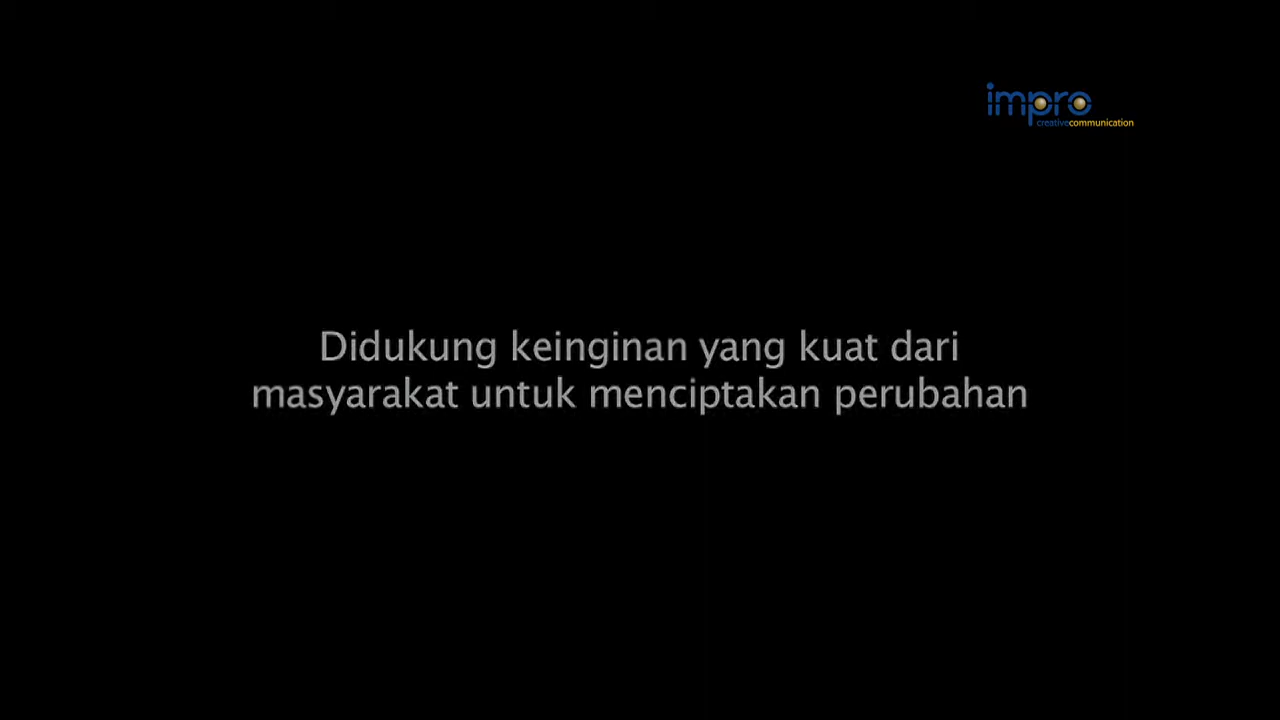 impro
creativecommunication
Didukung keinginan yang kuat dari
masyarakat untuk menciptakan perubahan